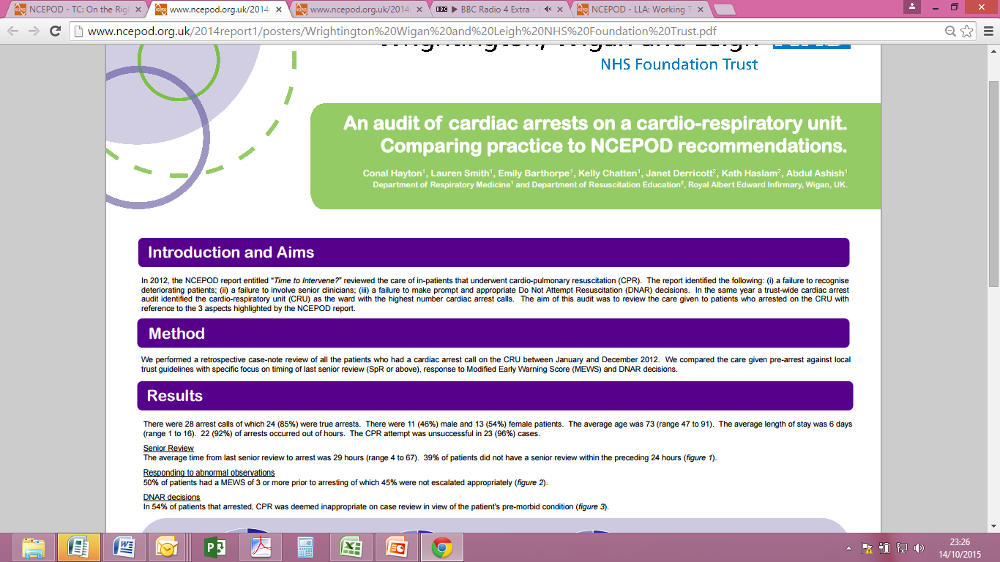 NCEPOD - TC: On the Rig
www.ncepod.org.uk/2014
www.ncepod.org.uk/2014
BBC ▶ BBC Radio 4 Extra -
NCEPOD - LLA: Working T
www.ncepod.org.uk/2014report1/posters/Wrightington%20Wigan%20and%20Leigh%20NHS%20Foundation%20Trust.pdf
Wrightington, Wigan and Leigh
NHS Foundation Trust
An audit of cardiac arrests on a cardio-respiratory unit.
Comparing practice to NCEPOD recommendations.
Conal Hayton¹, Lauren Smith¹, Emily Barthorpe¹, Kelly Chatten¹, Janet Derricott², Kath Haslam², Abdul Ashish¹
Department of Respiratory Medicine¹ and Department of Resuscitation Education², Royal Albert Edward Infirmary, Wigan, UK.
Introduction and Aims
In 2012, the NCEPOD report entitled “Time to Intervene?” reviewed the care of in-patients that underwent cardio-pulmonary resuscitation (CPR). The report identified the following: (i) a failure to recognise
deteriorating patients; (ii) a failure to involve senior clinicians; (iii) a failure to make prompt and appropriate Do Not Attempt Resuscitation (DNAR) decisions. In the same year a trust-wide cardiac arrest
audit identified the cardio-respiratory unit (CRU) as the ward with the highest number cardiac arrest calls. The aim of this audit was to review the care given to patients who arrested on the CRU with
reference to the 3 aspects highlighted by the NCEPOD report.
Method
We performed a retrospective case-note review of all the patients who had a cardiac arrest call on the CRU between January and December 2012. We compared the care given pre-arrest against local
trust guidelines with specific focus on timing of last senior review (SpR or above), response to Modified Early Warning Score (MEWS) and DNAR decisions.
Results
There were 28 arrest calls of which 24 (85%) were true arrests. There were 11 (46%) male and 13 (54%) female patients. The average age was 73 (range 47 to 91). The average length of stay was 6 days
(range 1 to 16). 22 (92%) of arrests occurred out of hours. The CPR attempt was unsuccessful in 23 (96%) cases.
Senior Review
The average time from last senior review to arrest was 29 hours (range 4 to 67). 39% of patients did not have a senior review within the preceding 24 hours (figure 1).
Responding to abnormal observations
50% of patients had a MEWS of 3 or more prior to arresting of which 45% were not escalated appropriately (figure 2).
DNAR decisions
In 54% of patients that arrested, CPR was deemed inappropriate on case review in view of the patient's pre-morbid condition (figure 3).
23:26
14/10/2015